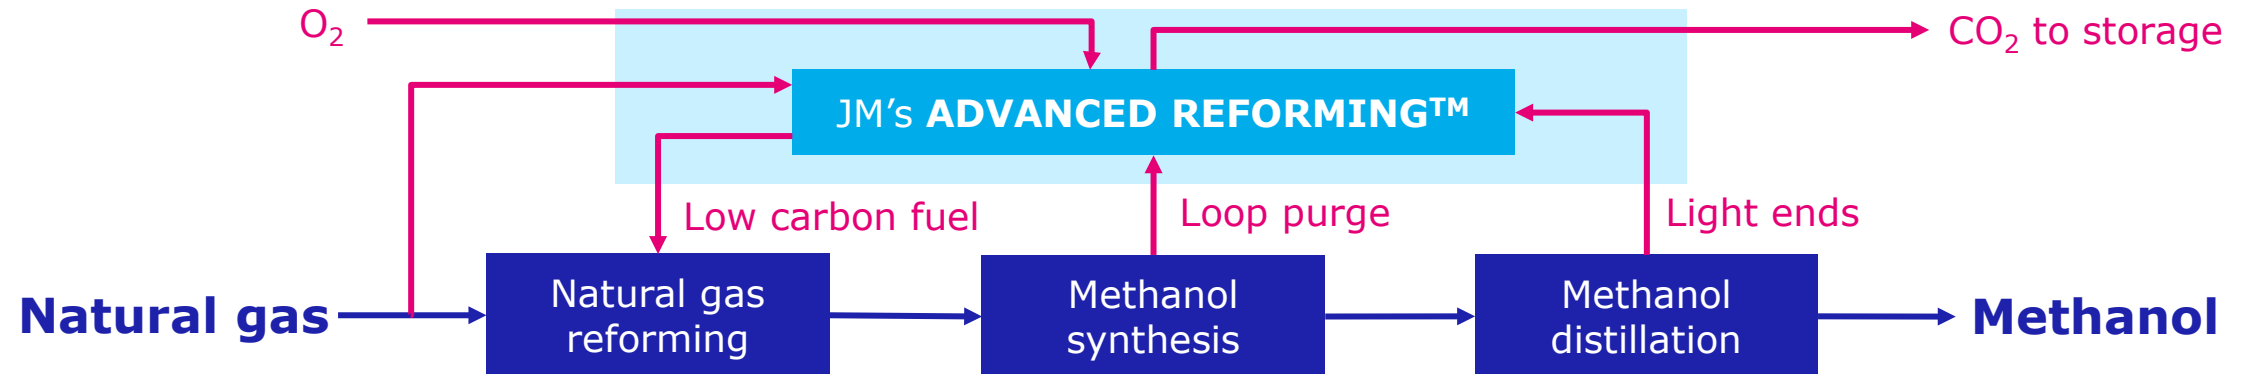 O₂
CO₂ to storage
JM’s ADVANCED REFORMING™
Low carbon fuel
Loop purge
Light ends
Natural gas
Natural gas
reforming
Methanol
synthesis
Methanol
distillation
Methanol